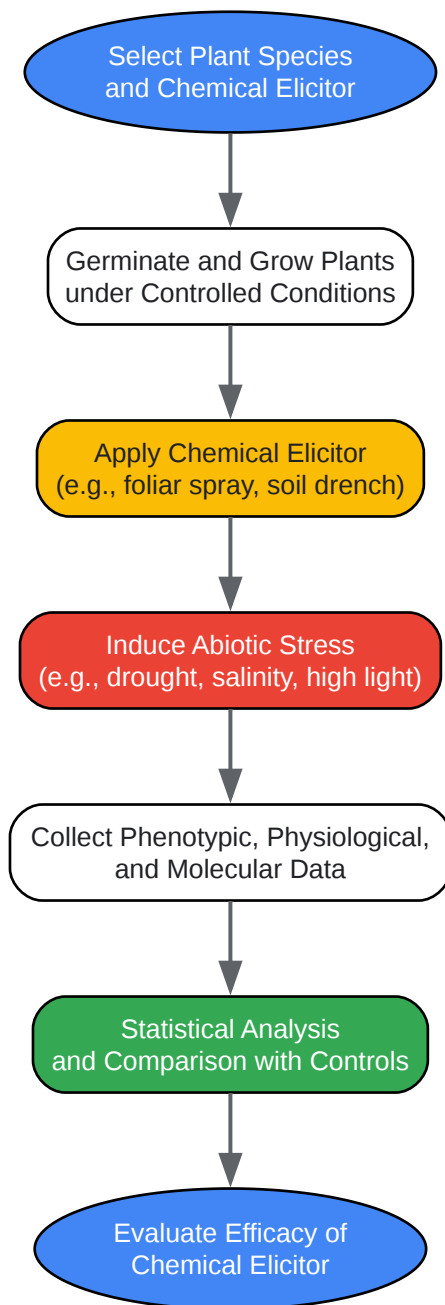 Select Plant Species
and Chemical Elicitor
Germinate and Grow Plants
under Controlled Conditions
Apply Chemical Elicitor
(e.g., foliar spray, soil drench)
Induce Abiotic Stress
(e.g., drought, salinity, high light)
Collect Phenotypic, Physiological,
and Molecular Data
Statistical Analysis
and Comparison with Controls
Evaluate Efficacy of
Chemical Elicitor